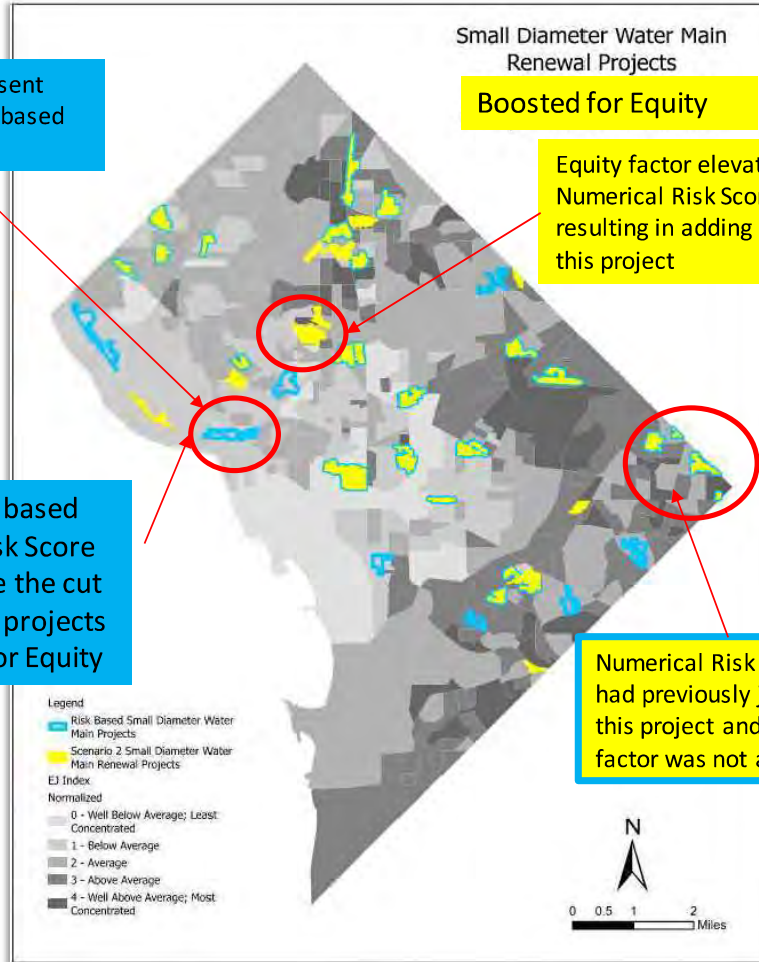 Small Diameter Water Main
Renewal Projects
sent
based
Boosted for Equity
Equity factor elevat
Numerical Risk Scor
resulting in adding
this project
based
sk Score
e the cut
projects
or Equity
Numerical Risk
had previously j
this project and
factor was not a
Legend
Risk Based Small Diameter Water
Main Projects
Scenario 2 Small Diameter Water
Main Renewal Projects
EJ Index
Normalized
0 - Well Below Average; Least
Concentrated
1 - Below Average
2 - Average
3 - Above Average
4 - Well Above Average; Most
Concentrated
N
0 0.5 1 2
Miles